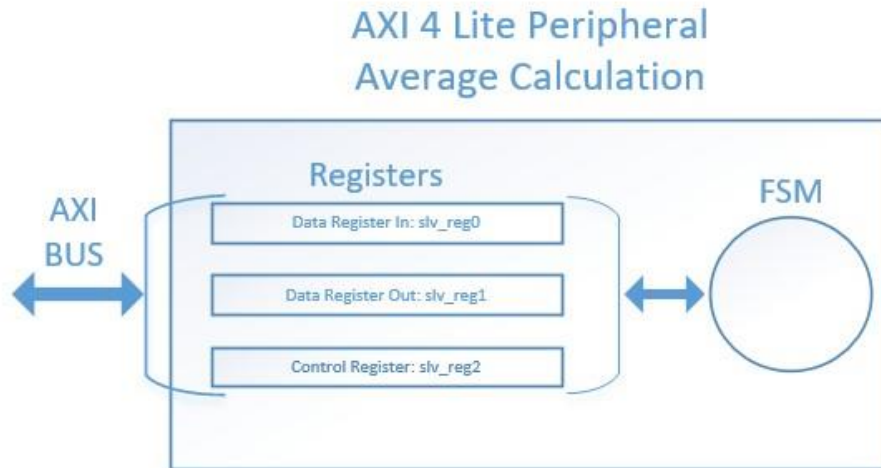 AXI 4 Lite Peripheral
Average Calculation
Registers
AXI
BUS
Data Register In: slv_reg0
Data Register Out: slv_reg1
Control Register: slv_reg2
FSM